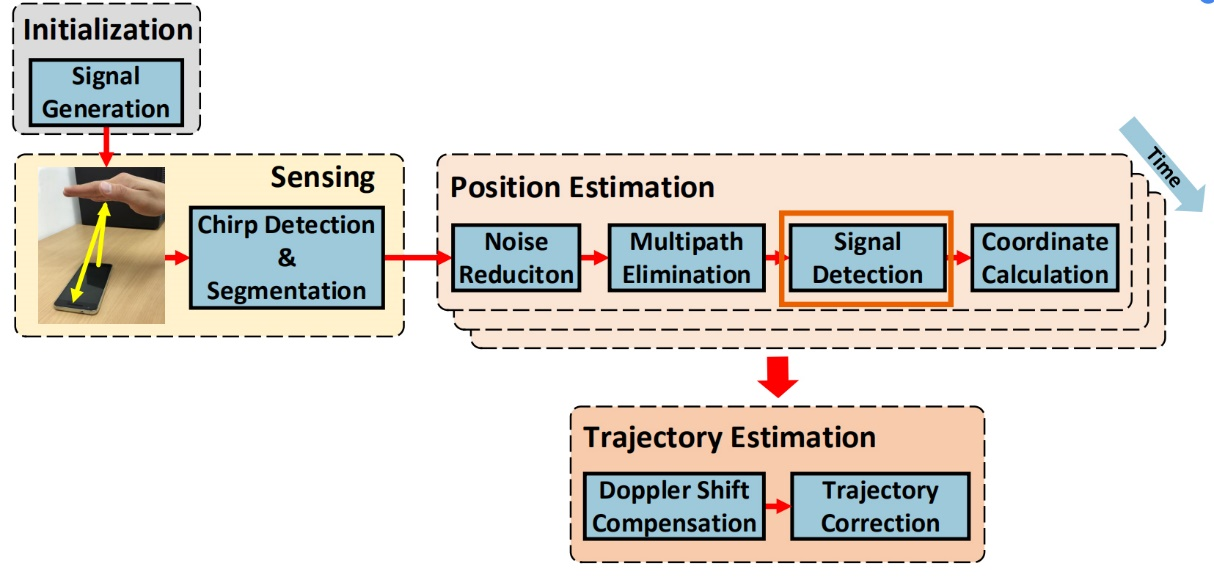 Initialization
Signal
Generation
Sensing
Chirp Detection
&
Segmentation
Position Estimation
Noise
Reduciton
Multipath
Elimination
Signal
Detection
Coordinate
Calculation
Time
Trajectory Estimation
Doppler Shift
Compensation
Trajectory
Correction